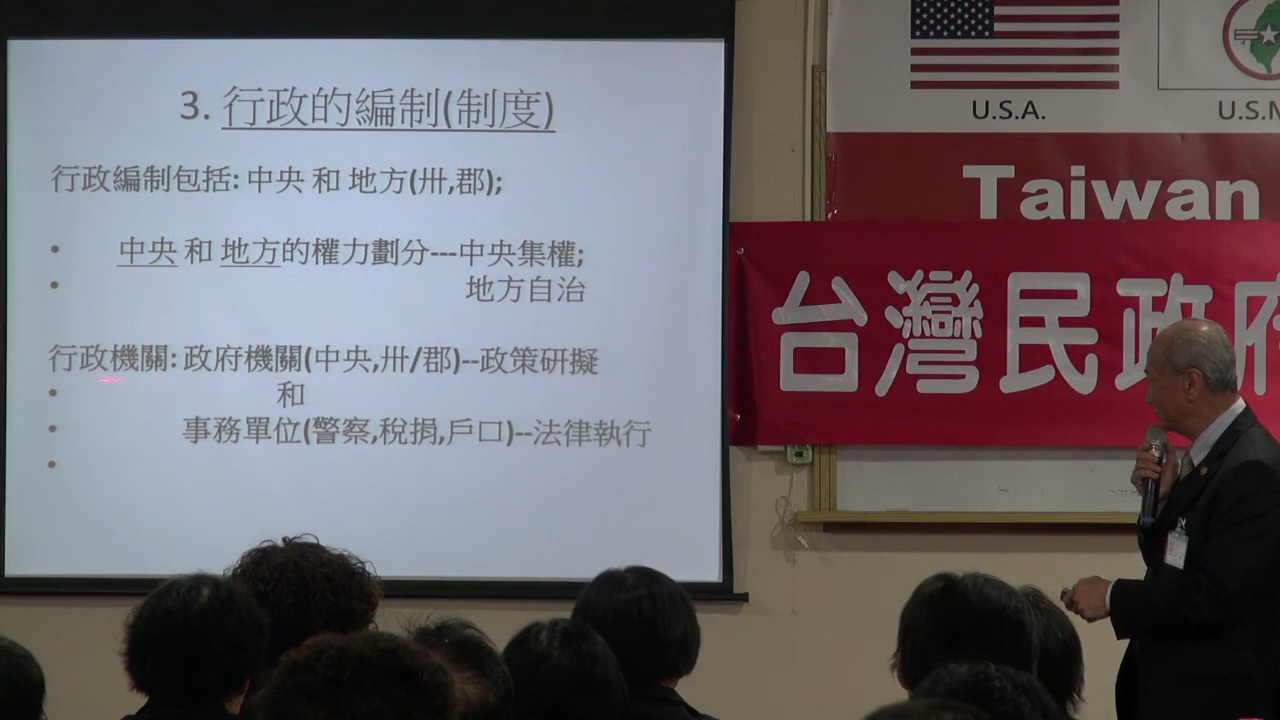 3. 行政的編制(制度)
行政編制包括: 中央 和 地方(卅,郡);
• 中央 和 地方的權力劃分---中央集權;
• 地方自治
行政機關: 政府機關(中央,卅/郡)--政策研擬
• 和
• 事務單位(警察,稅捐,戶口)--法律執行
•
U.S.A.
U.S.M
Taiwan
台灣民政府